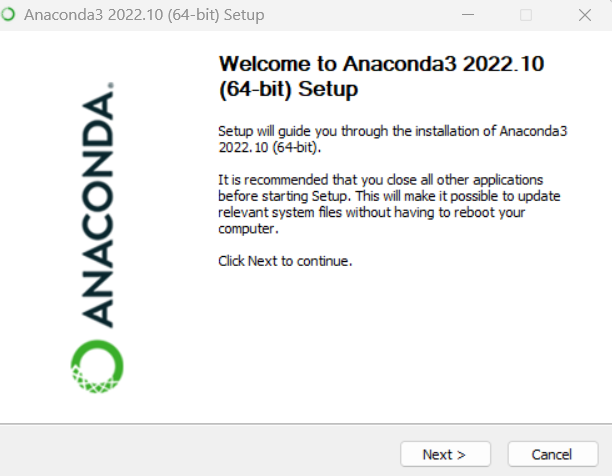 Anaconda3 2022.10 (64-bit) Setup
ANACONDA.
Welcome to Anaconda3 2022.10
(64-bit) Setup
Setup will guide you through the installation of Anaconda3
2022.10 (64-bit).
It is recommended that you close all other applications
before starting Setup. This will make it possible to update
relevant system files without having to reboot your
computer.
Click Next to continue.
Next >
Cancel